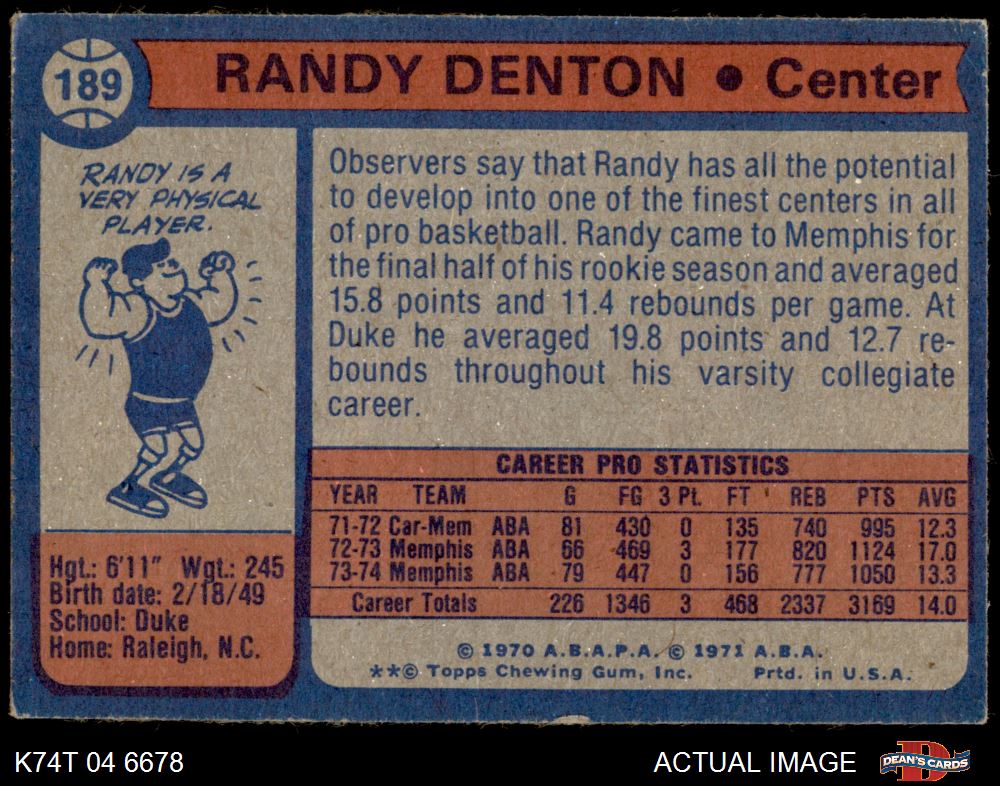 189
RANDY DENTON • Center
RANDY IS A
VERY PHYSICAL
PLAYER.
Observers say that Randy has all the potential
to develop into one of the finest centers in all
of pro basketball. Randy came to Memphis for
the final half of his rookie season and averaged
15.8 points and 11.4 rebounds per game. At
Duke he averaged 19.8 points and 12.7 re-
bounds throughout his varsity collegiate
career.
Hgt.: 6'11" Wgt.: 245
Birth date: 2/18/49
School: Duke
Home: Raleigh, N.C.
CAREER PRO STATISTICS
YEAR TEAM G FG 3 Pt. FT REB PTS AVG
71-72 Car-Mem ABA 81 430 0 135 740 995 12.3
72-73 Memphis ABA 66 469 3 177 820 1124 17.0
73-74 Memphis ABA 79 447 0 156 777 1050 13.3
Career Totals 226 1346 3 468 2337 3169 14.0
© 1970 A.B.A.P.A. © 1971 A.B.A.
**© Topps Chewing Gum, Inc. Prtd. in U.S.A.
K74T 04 6678 ACTUAL IMAGE
D
DEAN'S CARDS